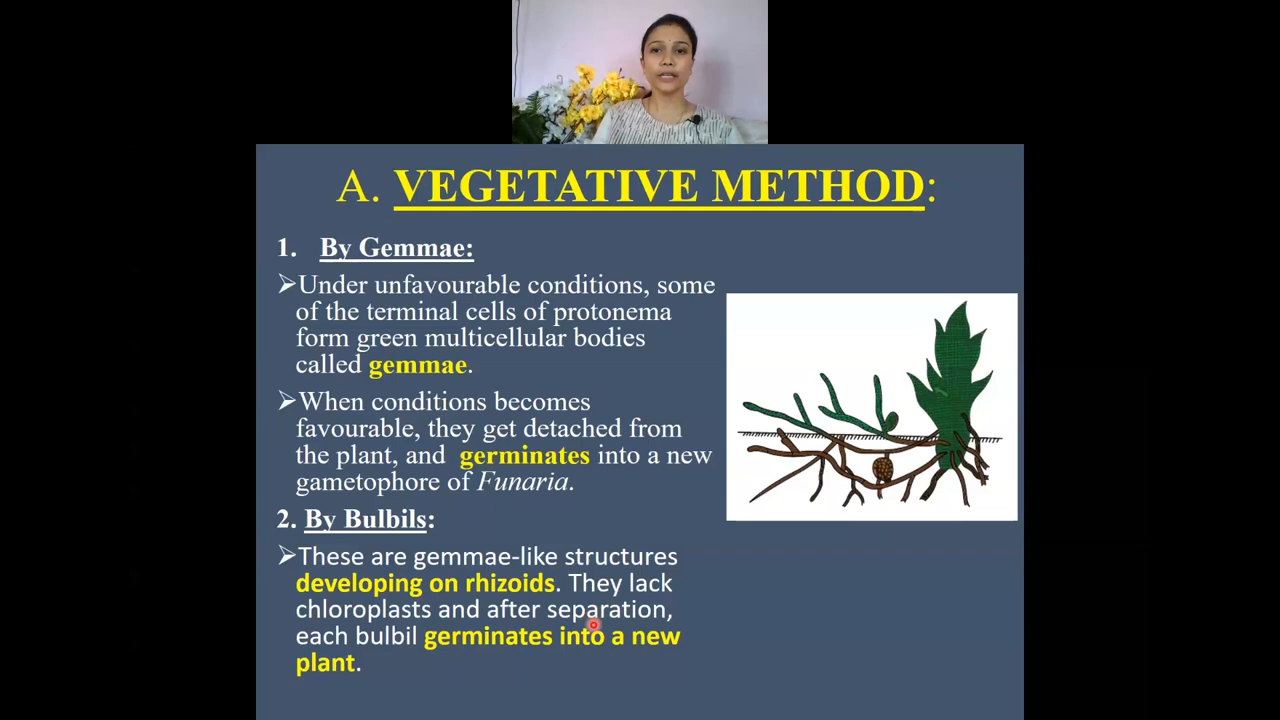 A. VEGETATIVE METHOD:
1. By Gemmae:
➢Under unfavourable conditions, some
of the terminal cells of protonema
form green multicellular bodies
called gemmae.
➢When conditions becomes
favourable, they get detached from
the plant, and germinates into a new
gametophore of Funaria.
2. By Bulbils:
➢These are gemmae-like structures
developing on rhizoids. They lack
chloroplasts and after separation,
each bulbil germinates into a new
plant.